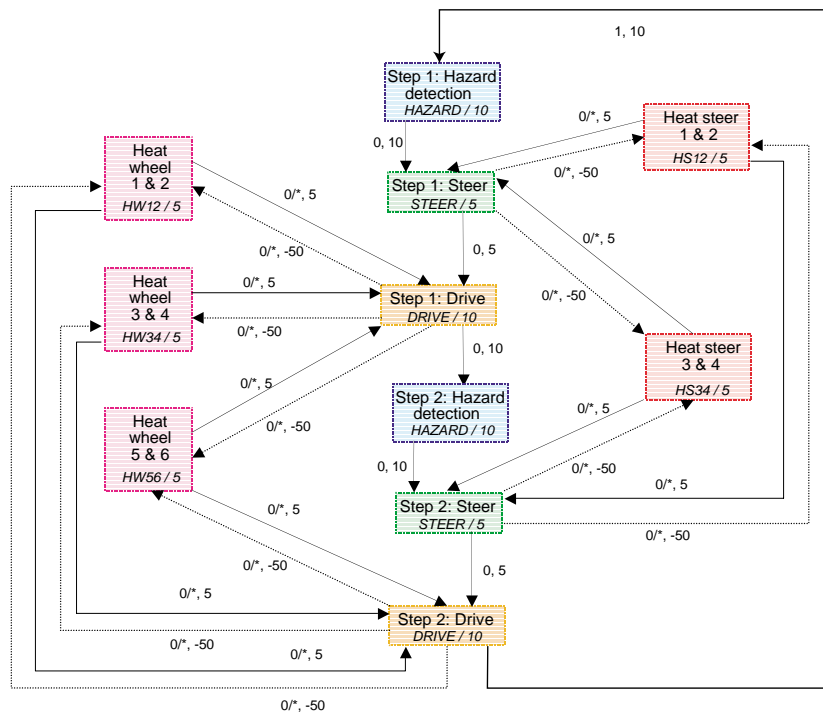 1, 10
Step 1: Hazard
detection
HAZARD / 10
0, 10
0/*, 5
Heat steer
1 & 2
HS12 / 5
0/*, -50
Heat
wheel
1 & 2
HW12 / 5
0/*, 5
0/*, -50
Step 1: Steer
STEER / 5
0, 5
0/*, 5
0/*, -50
Heat
wheel
3 & 4
HW34 / 5
0/*, 5
0/*, -50
Step 1: Drive
DRIVE / 10
0, 10
Heat steer
3 & 4
HS34 / 5
0/*, 5
0/*, -50
Step 2: Hazard
detection
HAZARD / 10
0/*, 5
0/*, -50
Heat
wheel
5 & 6
HW56 / 5
0, 10
0/*, 5
Step 2: Steer
STEER / 5
0/*, -50
0/*, 5
0/*, -50
0, 5
0/*, 5
Step 2: Drive
DRIVE / 10
0/*, -50
0/*, 5
0/*, -50